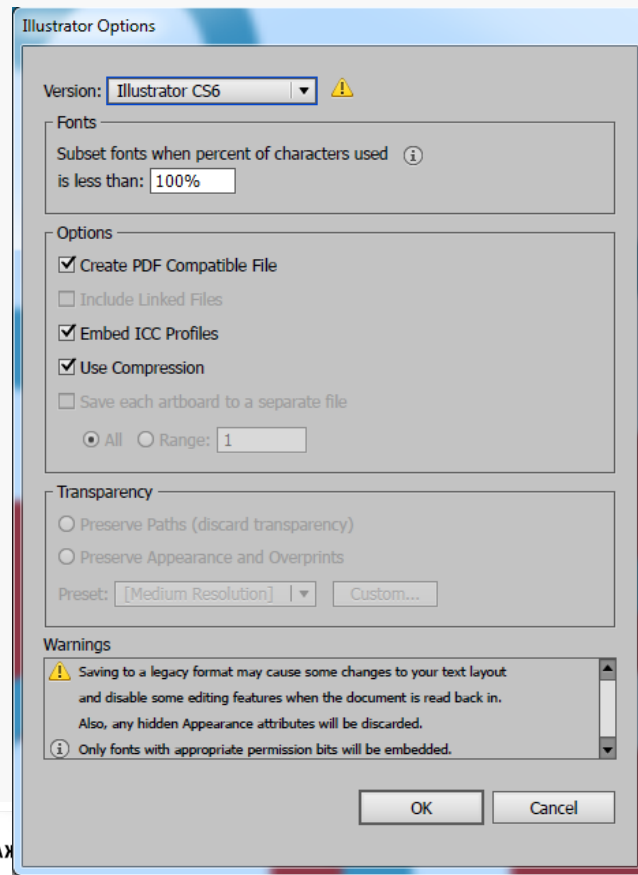 Illustrator Options
Version: Illustrator CS6
Fonts
Subset fonts when percent of characters used
is less than: 100%
Options
Create PDF Compatible File
Include Linked Files
Embed ICC Profiles
Use Compression
Save each artboard to a separate file
All Range: 1
Transparency
Preserve Paths (discard transparency)
Preserve Appearance and Overprints
Preset: [Medium Resolution] Custom...
Warnings
Saving to a legacy format may cause some changes to your text layout
and disable some editing features when the document is read back in.
Also, any hidden Appearance attributes will be discarded.
Only fonts with appropriate permission bits will be embedded.
OK Cancel